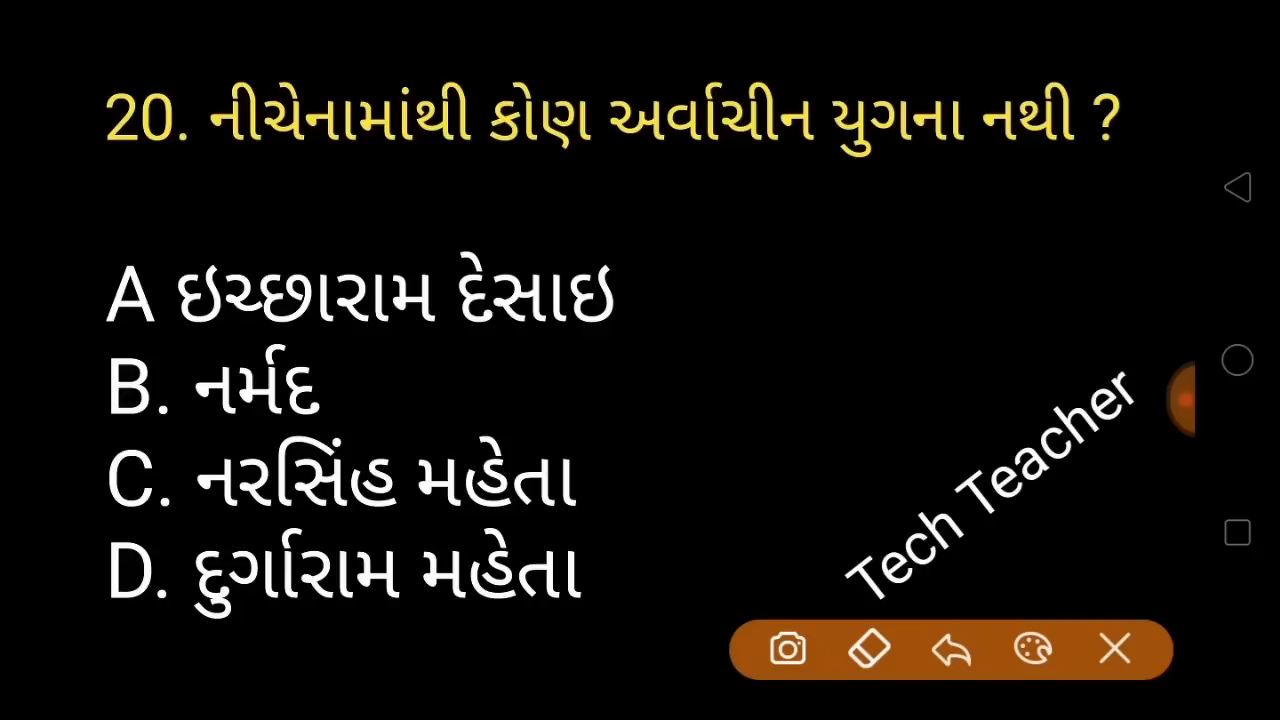 20. નીચેનામાંથી કોણ અર્વાચીન યુગના નથી ?
A ઇચ્છારામ દેસાઇ
B. નર્મદ
C. નરસિંહ મહેતા
D. દુર્ગારામ મહેતા
Tech Teacher